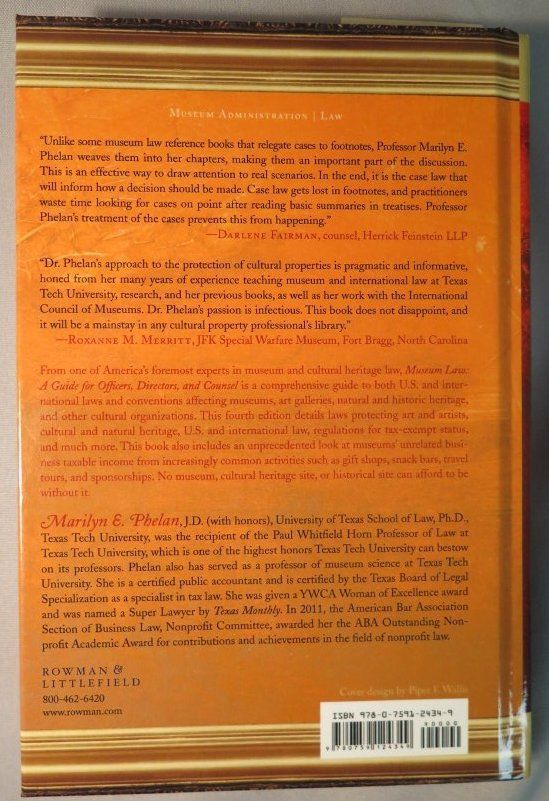 MUSEUM ADMINISTRATION | LAW
“Unlike some museum law reference books that relegate cases to footnotes, Professor Marilyn E.
Phelan weaves them into her chapters, making them an important part of the discussion.
This is an effective way to draw attention to real scenarios. In the end, it is the case law that
will inform how a decision should be made. Case law gets lost in footnotes, and practitioners
waste time looking for cases on point after reading basic summaries in treatises. Professor
Phelan’s treatment of the cases prevents this from happening.”
—DARLENE FAIRMAN, counsel, Herrick Feinstein LLP
“Dr. Phelan’s approach to the protection of cultural properties is pragmatic and informative,
honed from her many years of experience teaching museum and international law at Texas
Tech University, research, and her previous books, as well as her work with the International
Council of Museums. Dr. Phelan’s passion is infectious. This book does not disappoint, and
it will be a mainstay in any cultural property professional’s library.”
—ROXANNE M. MERRITT, JFK Special Warfare Museum, Fort Bragg, North Carolina
From one of America’s foremost experts in museum and cultural heritage law, Museum Law:
A Guide for Officers, Directors, and Counsel is a comprehensive guide to both U.S. and inter-
national laws and conventions affecting museums, art galleries, natural and historic heritage,
and other cultural organizations. This fourth edition details laws protecting art and artists,
cultural and natural heritage, U.S. and international law, regulations for tax-exempt status,
and much more. This book also includes an unprecedented look at museums’ unrelated busi-
ness taxable income from increasingly common activities such as gift shops, snack bars, travel
tours, and sponsorships. No museum, cultural heritage site, or historical site can afford to be
without it.
Marilyn E. Phelan, J.D. (with honors), University of Texas School of Law, Ph.D.,
Texas Tech University, was the recipient of the Paul Whitfield Horn Professor of Law at
Texas Tech University, which is one of the highest honors Texas Tech University can bestow
on its professors. Phelan also has served as a professor of museum science at Texas Tech
University. She is a certified public accountant and is certified by the Texas Board of Legal
Specialization as a specialist in tax law. She was given a YWCA Woman of Excellence award
and was named a Super Lawyer by Texas Monthly. In 2011, the American Bar Association
Section of Business Law, Nonprofit Committee, awarded her the ABA Outstanding Non-
profit Academic Award for contributions and achievements in the field of nonprofit law.
ROWMAN &
LITTLEFIELD
800-462-6420
www.rowman.com
Cover design by Piper F. Wallis
ISBN 978-0-7591-2434-9
90000
9 780759 124349